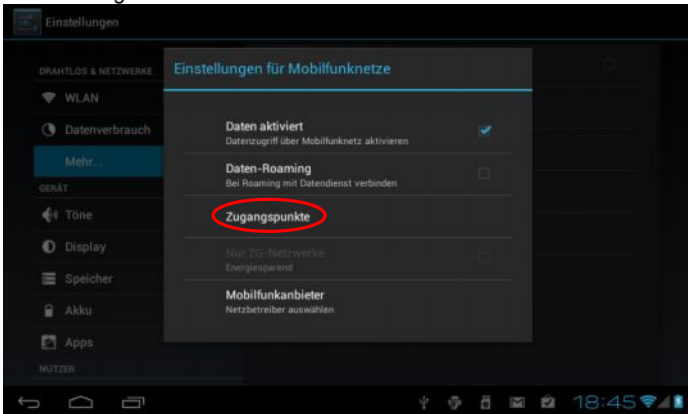 Einstellungen
DRAHTLOS & NETZWERKE
WLAN
Datenverbrauch
Mehr...
GERÄT
Töne
Display
Speicher
Akku
Apps
NUTZER
Einstellungen für Mobilfunknetze
Daten aktiviert
Datenzugriff über Mobilfunknetz aktivieren
Daten-Roaming
Bei Roaming mit Datendienst verbinden
Zugangspunkte
Nur 2G-Netzwerke
Energiesparend
Mobilfunkanbieter
Netzbetreiber auswählen
18:45